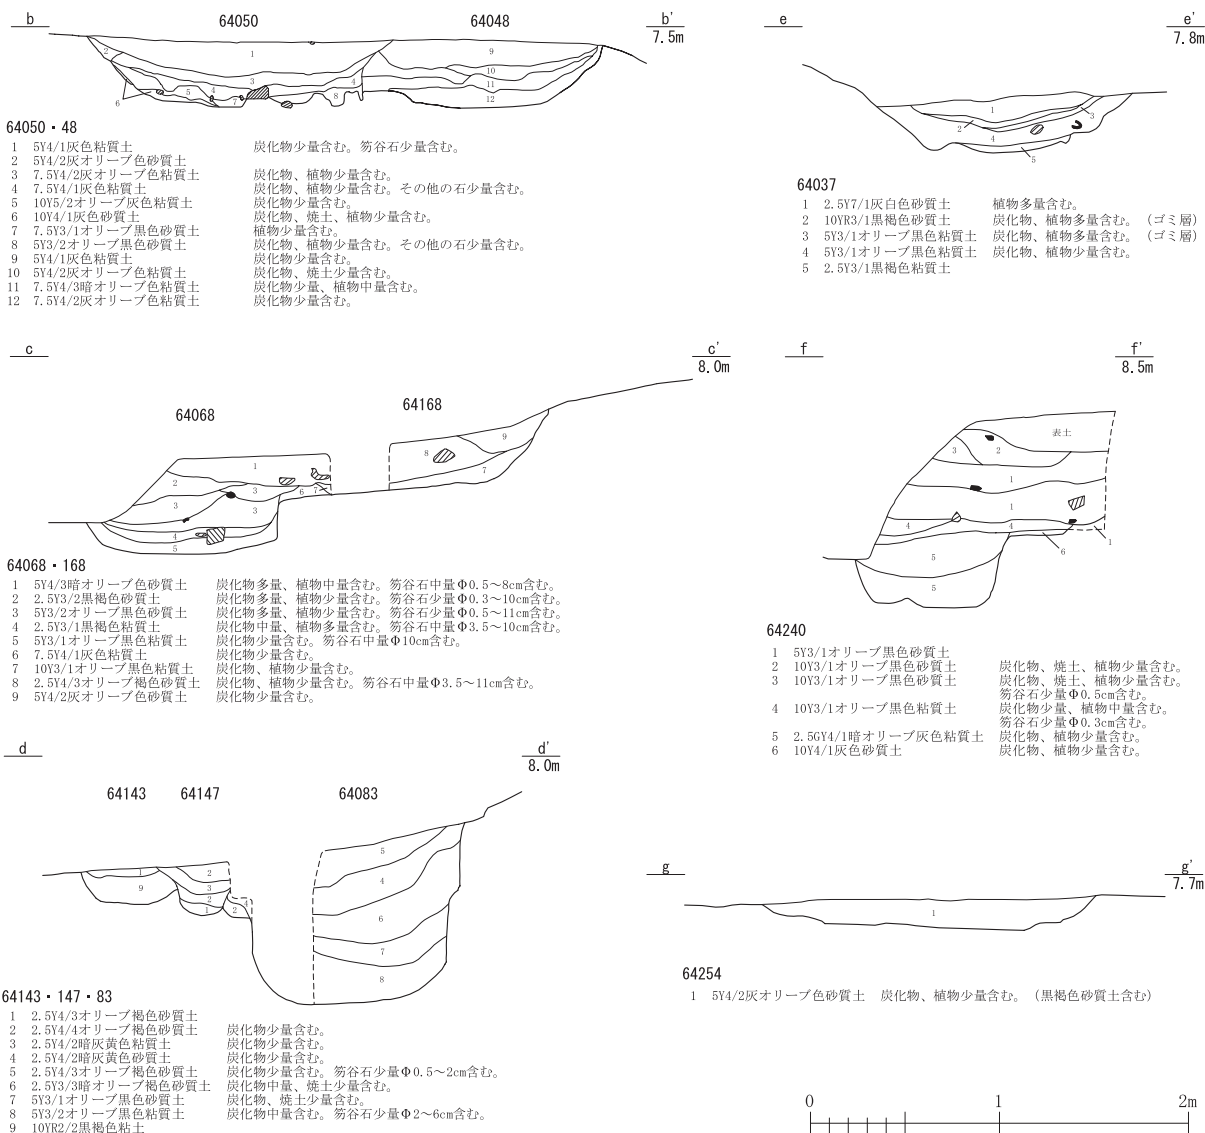 b 64050 64048 b'
7.5m
64050・48
1 5Y4/1灰色粘質土 炭化物少量含む。笏谷石少量含む。
2 5Y4/2灰オリーブ色砂質土
3 7.5Y4/2灰オリーブ色粘質土 炭化物、植物少量含む。
4 7.5Y4/1灰色粘質土 炭化物、植物少量含む。その他の石少量含む。
5 10Y5/2オリーブ灰色粘質土 炭化物少量含む。
6 10Y4/1灰色砂質土 炭化物、焼土、植物少量含む。
7 7.5Y3/1オリーブ黒色砂質土 植物少量含む。
8 5Y3/2オリーブ黒色砂質土 炭化物、植物少量含む。その他の石少量含む。
9 5Y4/1灰色粘質土 炭化物少量含む。
10 5Y4/2灰オリーブ色粘質土 炭化物、焼土少量含む。
11 7.5Y4/3暗オリーブ色粘質土 炭化物少量、植物中量含む。
12 7.5Y4/2灰オリーブ色粘質土 炭化物少量含む。
e e'
7.8m
64037
1 2.5Y7/1灰白色砂質土 植物多量含む。
2 10YR3/1黒褐色砂質土 炭化物、植物多量含む。（ゴミ層）
3 5Y3/1オリーブ黒色粘質土 炭化物、植物多量含む。（ゴミ層）
4 5Y3/1オリーブ黒色粘質土 炭化物、植物少量含む。
5 2.5Y3/1黒褐色粘質土
c c'
8.0m
64068 64168
64068・168
1 5Y4/3暗オリーブ色砂質土 炭化物多量、植物中量含む。笏谷石中量Φ0.5～8cm含む。
2 2.5Y3/2黒褐色砂質土 炭化物多量、植物少量含む。笏谷石少量Φ0.3～10cm含む。
3 5Y3/2オリーブ黒色砂質土 炭化物多量、植物少量含む。笏谷石少量Φ0.5～11cm含む。
4 2.5Y3/1黒褐色粘質土 炭化物中量、植物多量含む。笏谷石中量Φ3.5～10cm含む。
5 5Y3/1オリーブ黒色粘質土 炭化物少量含む。笏谷石中量Φ10cm含む。
6 7.5Y4/1灰色粘質土 炭化物少量含む。
7 10Y3/1オリーブ黒色粘質土 炭化物、植物少量含む。
8 2.5Y4/3オリーブ褐色砂質土 炭化物、植物少量含む。笏谷石中量Φ3.5～11cm含む。
9 5Y4/2灰オリーブ色砂質土 炭化物少量含む。
f f'
8.5m
表土
64240
1 5Y3/1オリーブ黒色砂質土
2 10Y3/1オリーブ黒色砂質土 炭化物、焼土、植物少量含む。
3 10Y3/1オリーブ黒色砂質土 炭化物、焼土、植物少量含む。
笏谷石少量Φ0.5cm含む。
4 10Y3/1オリーブ黒色粘質土 炭化物少量、植物中量含む。
笏谷石少量Φ0.3cm含む。
5 2.5GY4/1暗オリーブ灰色粘質土 炭化物、植物少量含む。
6 10Y4/1灰色砂質土 炭化物、植物少量含む。
d d'
8.0m
64143 64147 64083
64143・147・83
1 2.5Y4/3オリーブ褐色砂質土
2 2.5Y4/4オリーブ褐色砂質土 炭化物少量含む。
3 2.5Y4/2暗灰黄色粘質土 炭化物少量含む。
4 2.5Y4/2暗灰黄色砂質土 炭化物少量含む。
5 2.5Y4/3オリーブ褐色砂質土 炭化物少量含む。笏谷石少量Φ0.5～2cm含む。
6 2.5Y3/3暗オリーブ褐色砂質土 炭化物中量、焼土少量含む。
7 5Y3/1オリーブ黒色砂質土 炭化物、焼土少量含む。
8 5Y3/2オリーブ黒色粘質土 炭化物中量含む。笏谷石少量Φ2～6cm含む。
9 10YR2/2黒褐色粘土
g g'
7.7m
1
64254
1 5Y4/2灰オリーブ色砂質土 炭化物、植物少量含む。（黒褐色砂質土含む）
0 1 2m